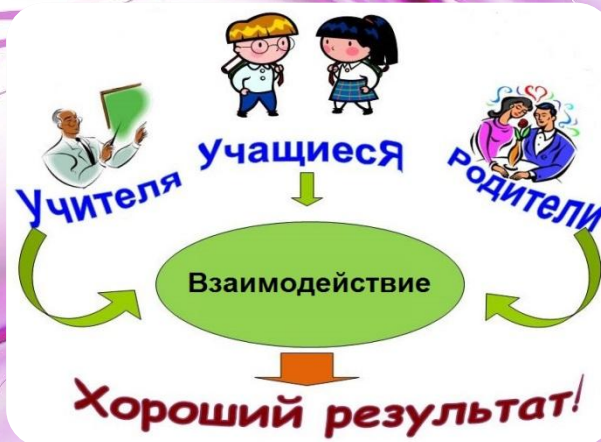 Учителя
УчащиесЯ
РодитеЛИ
Взаимодействие
Хороший результат!